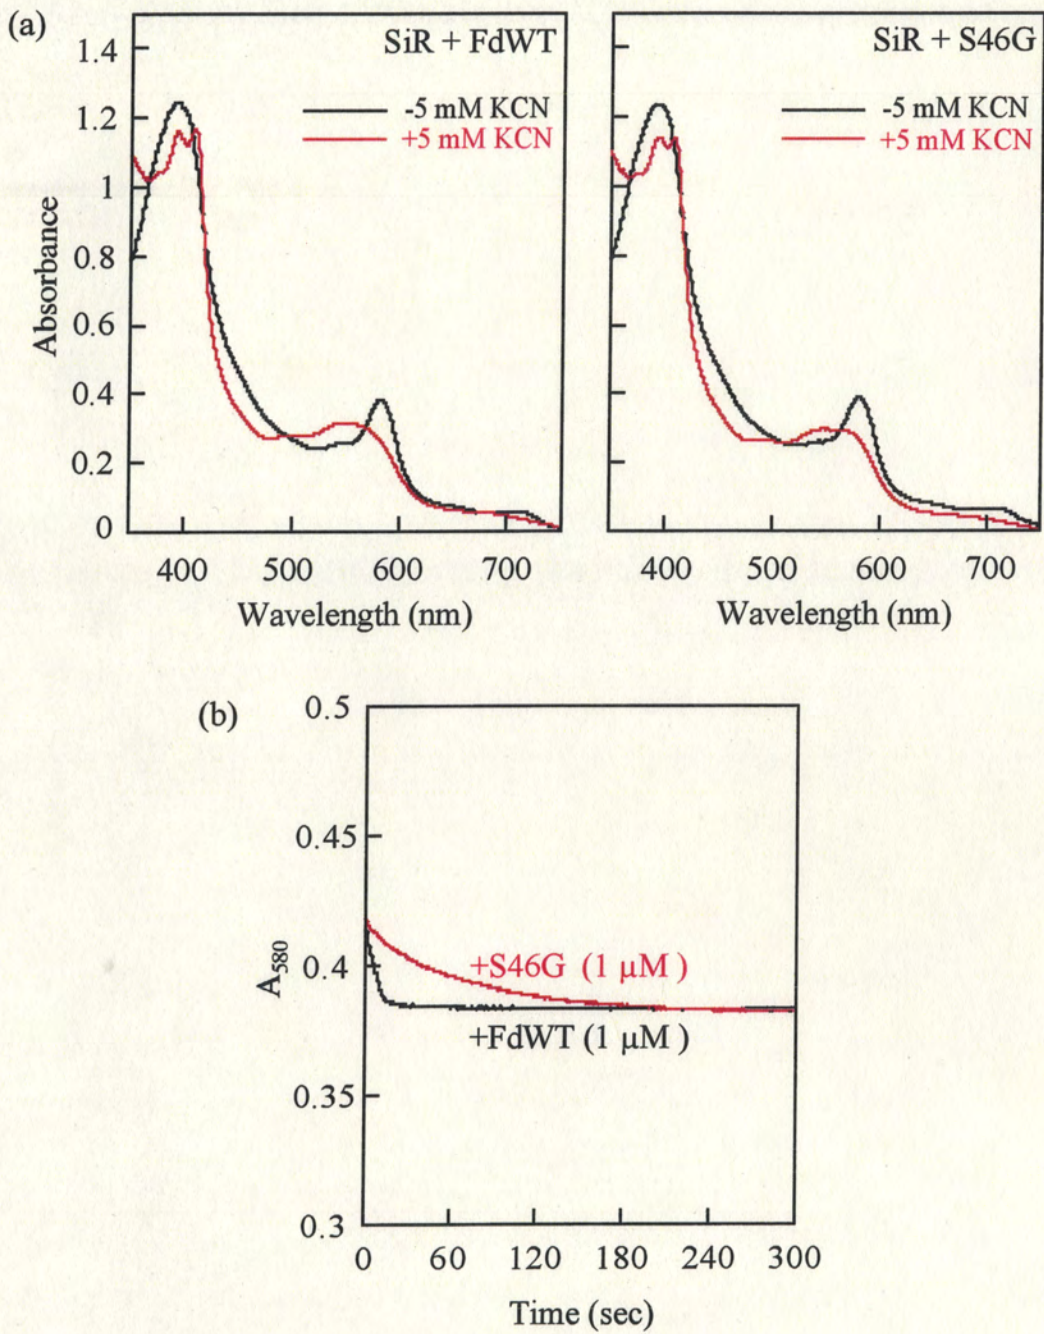 (a)
SiR + FdWT
-5 mM KCN
+5 mM KCN
1.4
1.2
1
0.8
0.6
0.4
0.2
0
Absorbance
400 500 600 700
Wavelength (nm)
SiR + S46G
-5 mM KCN
+5 mM KCN
400 500 600 700
Wavelength (nm)
(b)
0.5
0.45
0.4
0.35
0.3
A580
+S46G (1 μM )
+FdWT (1 μM )
0 60 120 180 240 300
Time (sec)